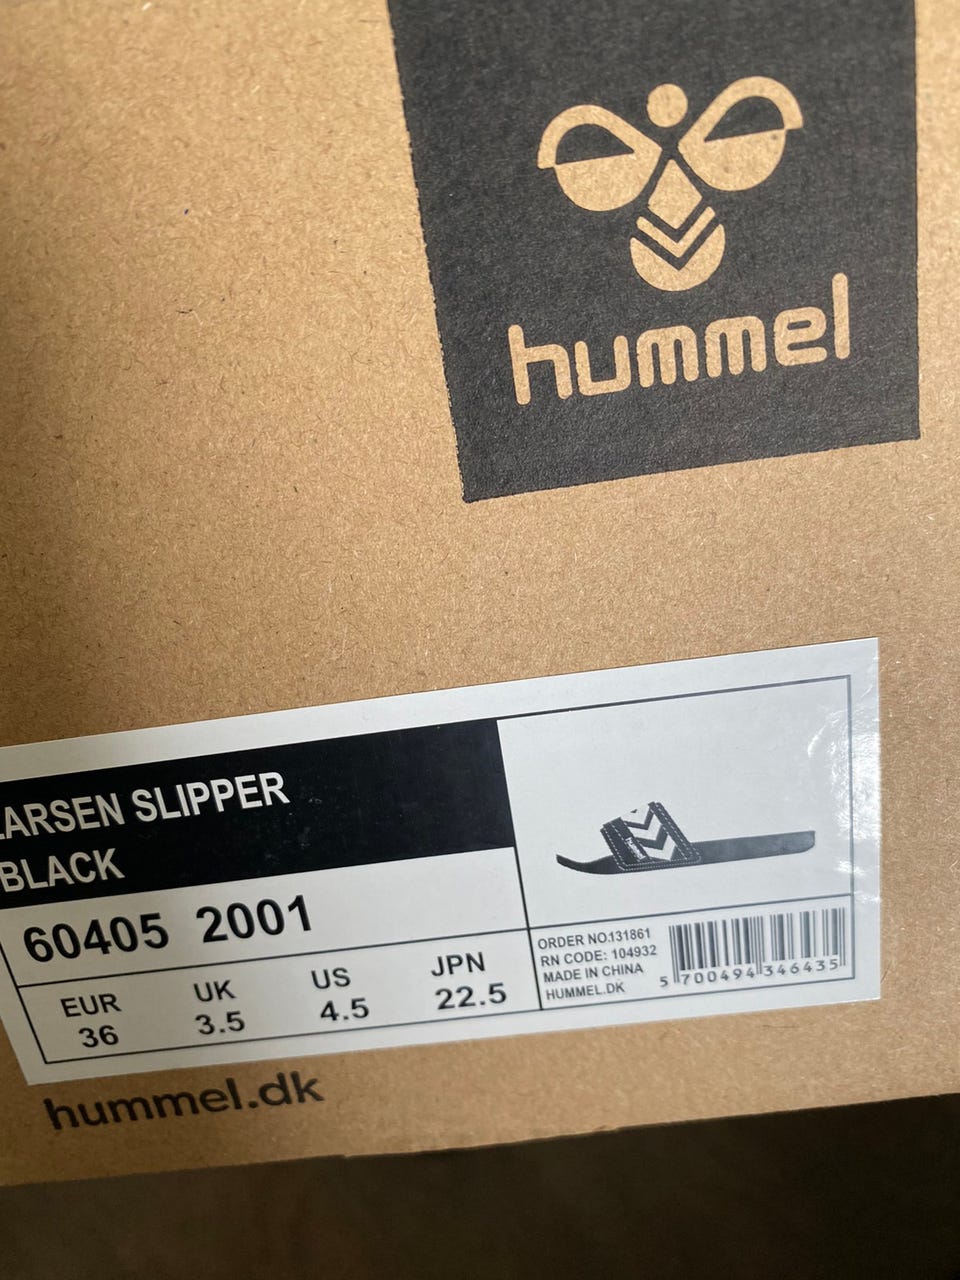 hummel
LARSEN SLIPPER
BLACK
60405 2001
EUR UK US JPN
36 3.5 4.5 22.5
ORDER NO.131861
RN CODE: 104932
MADE IN CHINA
HUMMEL.DK
5 700494 346435
hummel.dk